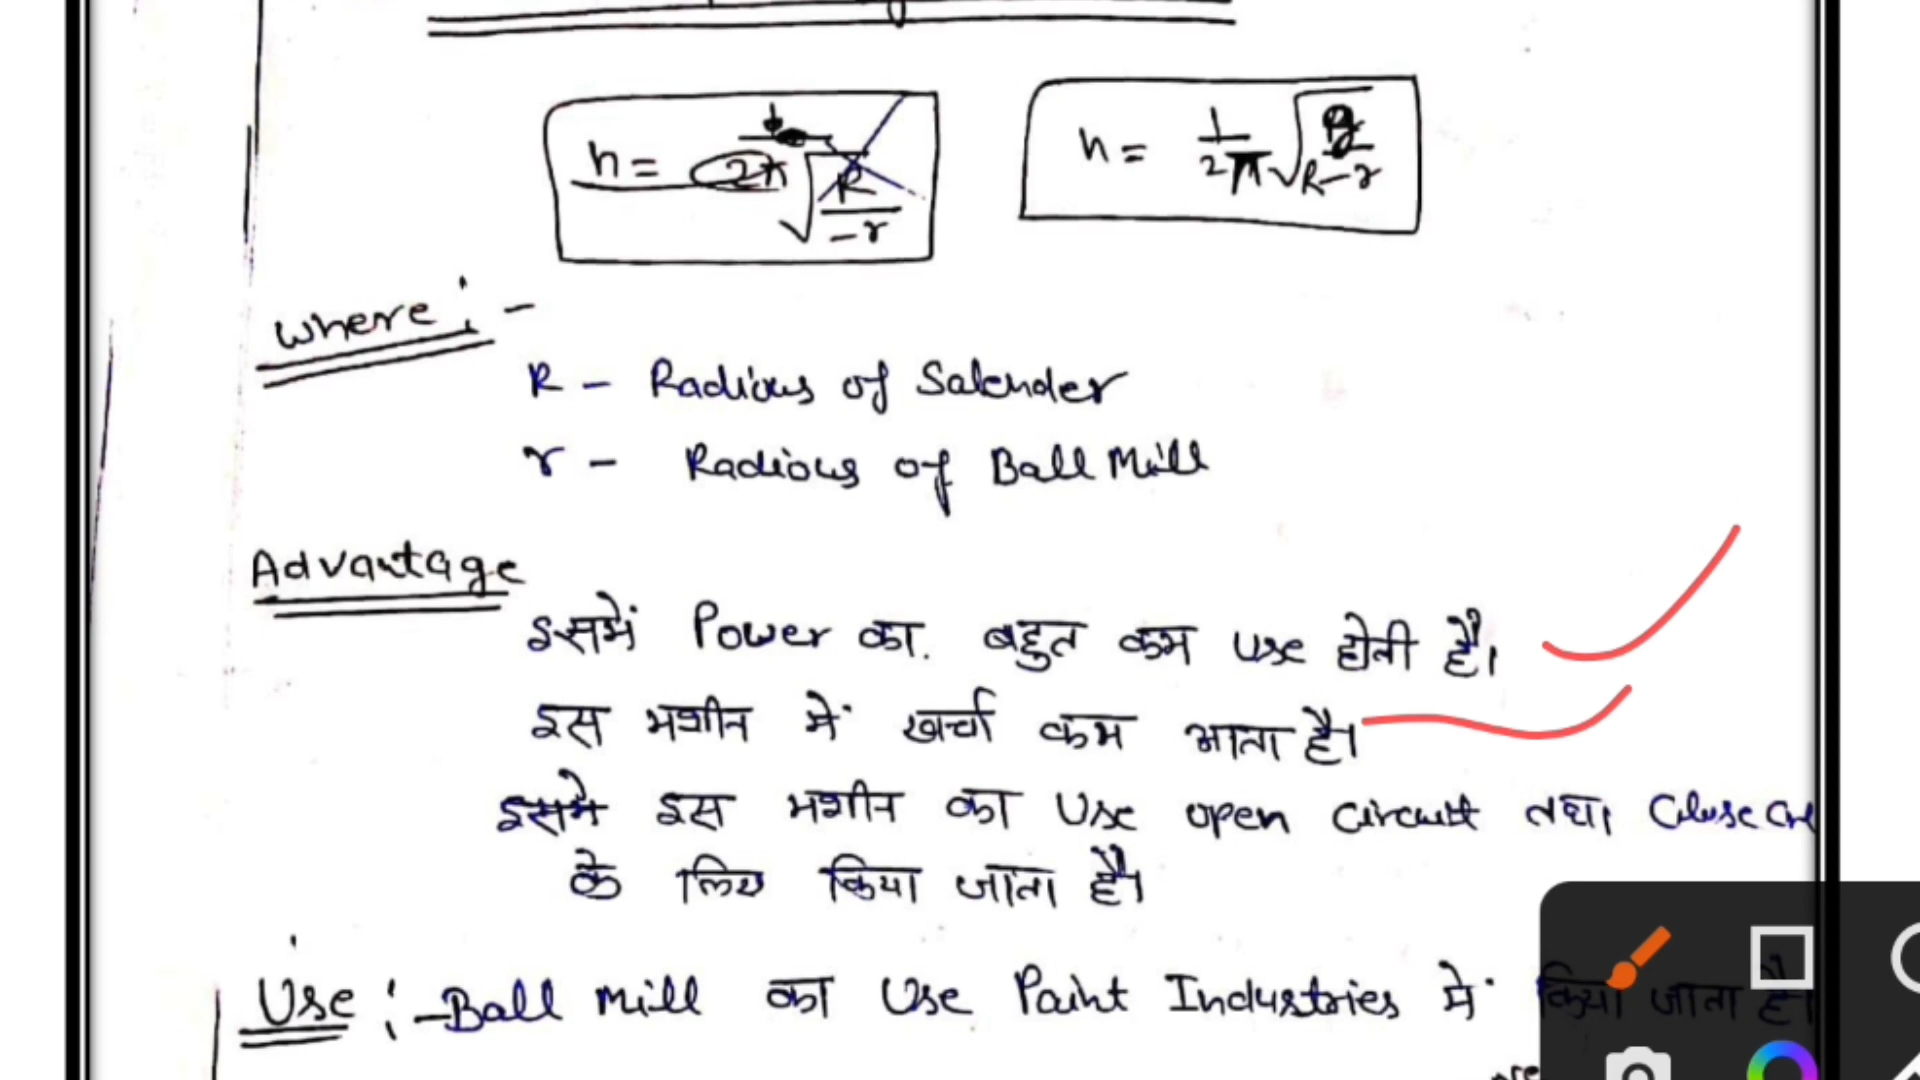 n = 2π √ R / -r
n = 1/2π √ g / R-r
Where :-
R - Radious of Salender
r - Radious of Ball Mill
Advantage
इसमें Power का. बहुत कम use होती है।
इस मशीन में खर्चा कम आता है।
इसमे इस मशीन का Use open circuit तथा Close
के लिए किया जाता है।
Use :- Ball mill का Use Paint Industries में किया जाता है।